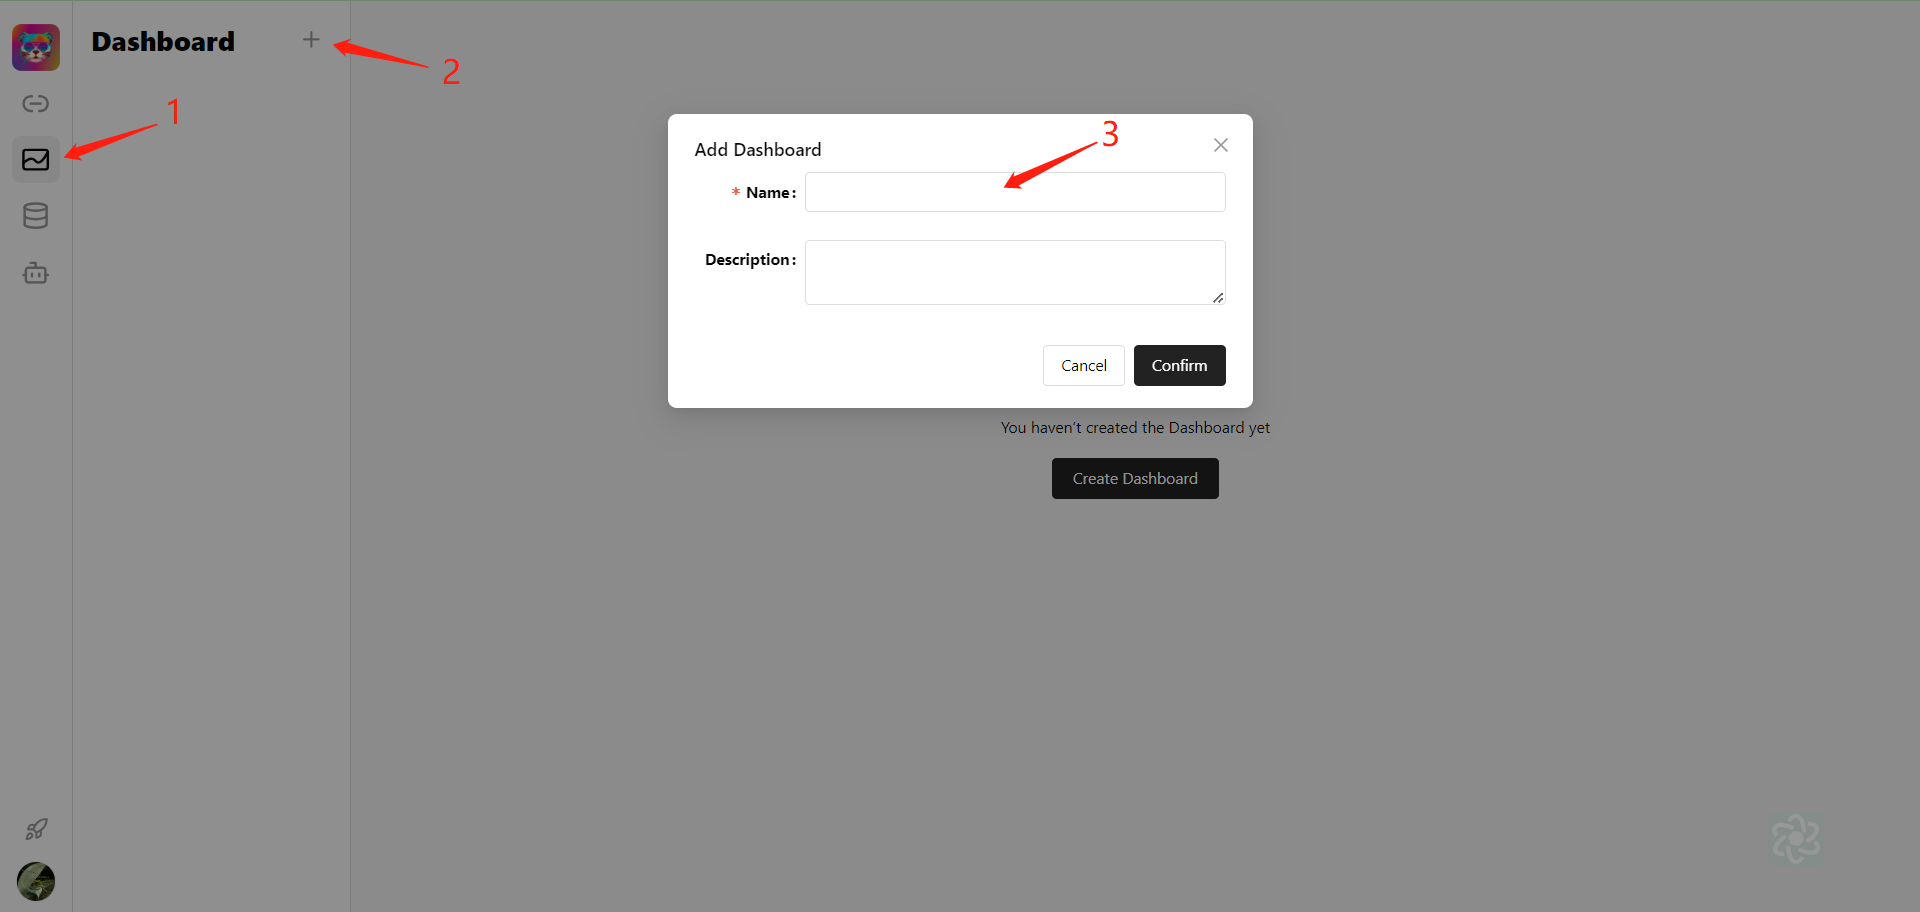 Dashboard
2
1
3
Add Dashboard
* Name:
Description:
Cancel Confirm
You haven't created the Dashboard yet
Create Dashboard